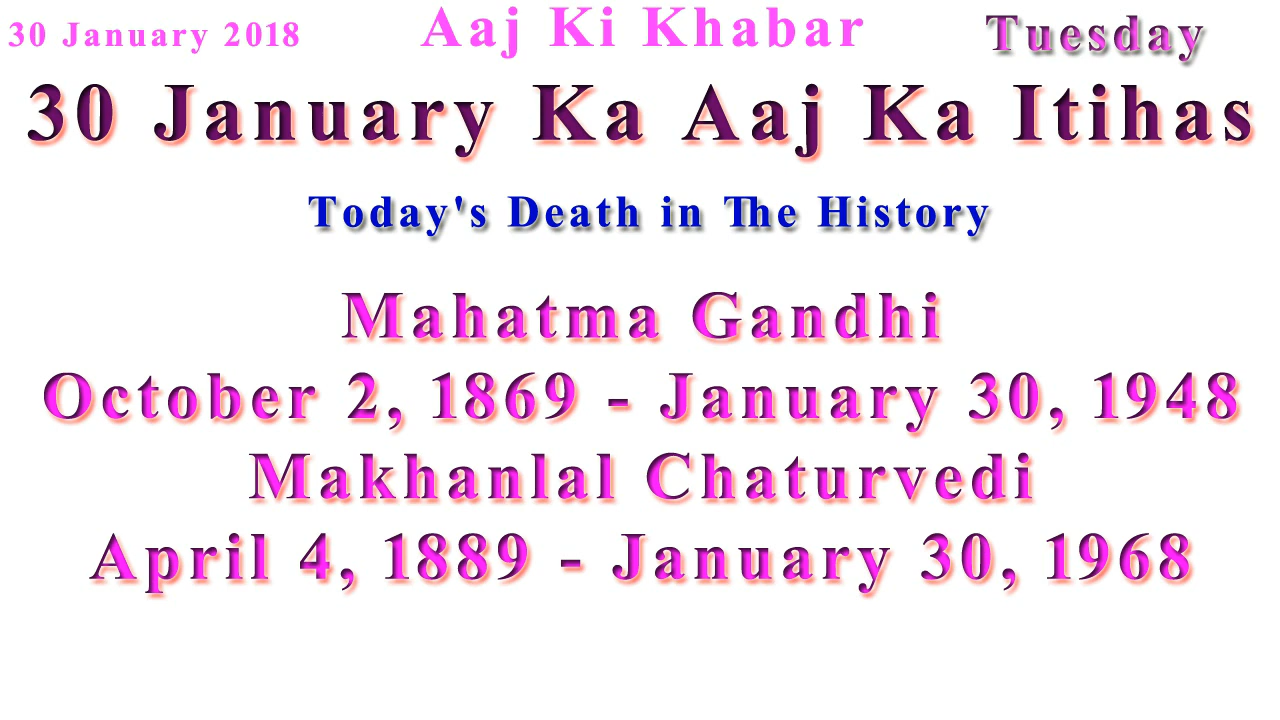 30 January 2018 Aaj Ki Khabar Tuesday
30 January Ka Aaj Ka Itihas
Today's Death in The History
Mahatma Gandhi
October 2, 1869 - January 30, 1948
Makhanlal Chaturvedi
April 4, 1889 - January 30, 1968